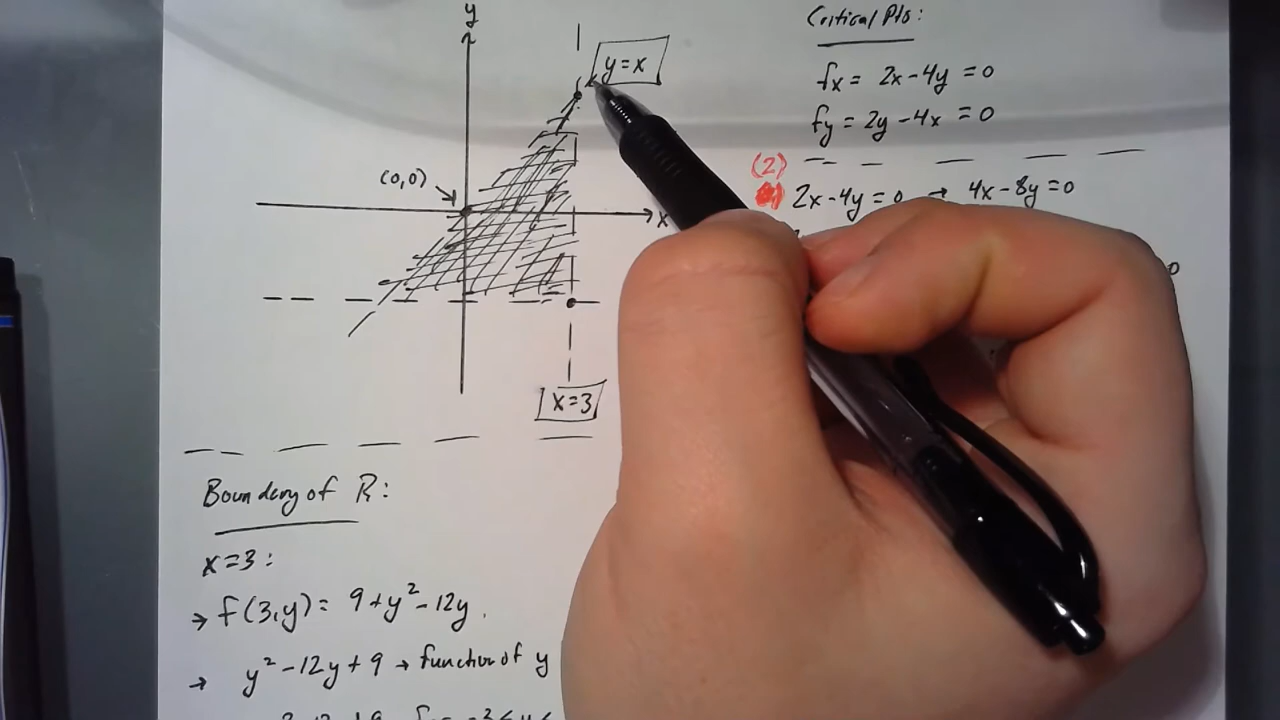 y
y=x
(0,0)
x
x=3
Critical Pts:
fx = 2x-4y =0
fy = 2y-4x =0
(2)
2x-4y=0 → 4x-8y=0
Boundary of R:
x=3:
→ f(3,y)= 9+y²-12y.
→ y²-12y+9 → function of y